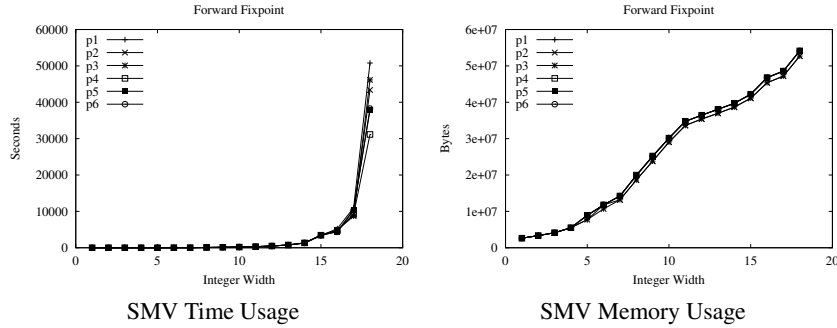 Forward Fixpoint
60000
50000
40000
30000
20000
10000
0
Seconds
p1
p2
p3
p4
p5
p6
0 5 10 15 20
Integer Width
SMV Time Usage
Forward Fixpoint
6e+07
5e+07
4e+07
3e+07
2e+07
1e+07
0
Bytes
p1
p2
p3
p4
p5
p6
0 5 10 15 20
Integer Width
SMV Memory Usage